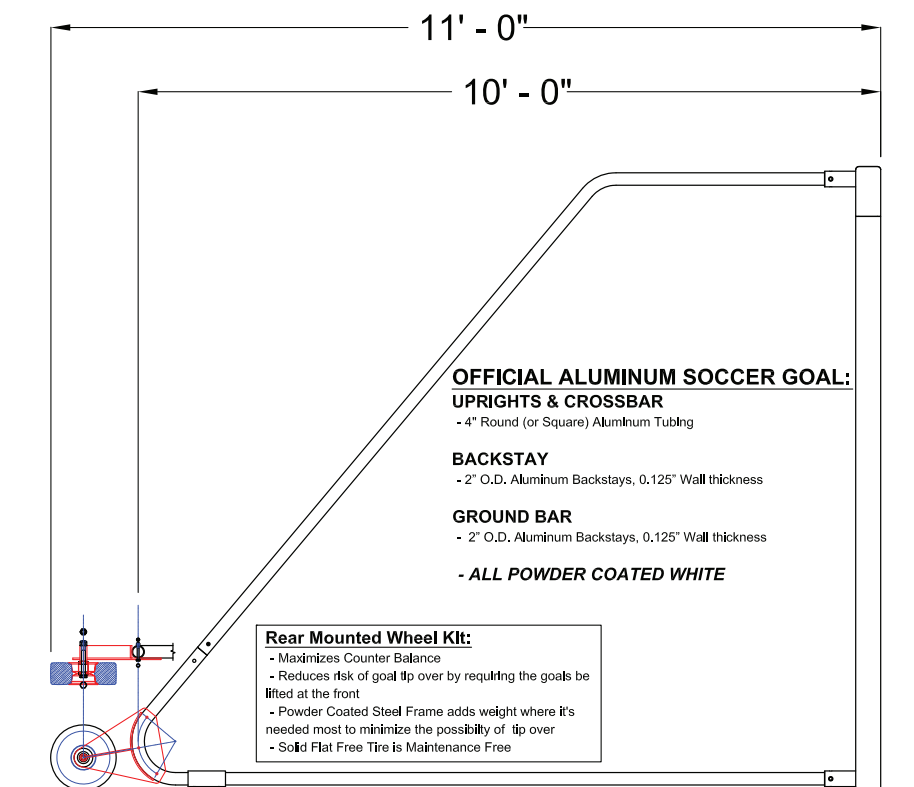 11' - 0"
10' - 0"
OFFICIAL ALUMINUM SOCCER GOAL:
UPRIGHTS & CROSSBAR
- 4" Round (or Square) Aluminum Tubing
BACKSTAY
- 2" O.D. Aluminum Backstays, 0.125" Wall thickness
GROUND BAR
- 2" O.D. Aluminum Backstays, 0.125" Wall thickness
- ALL POWDER COATED WHITE
Rear Mounted Wheel Kit:
- Maximizes Counter Balance
- Reduces risk of goal tip over by requiring the goals be
lifted at the front
- Powder Coated Steel Frame adds weight where it's
needed most to minimize the possibilty of tip over
- Solid Flat Free Tire is Maintenance Free